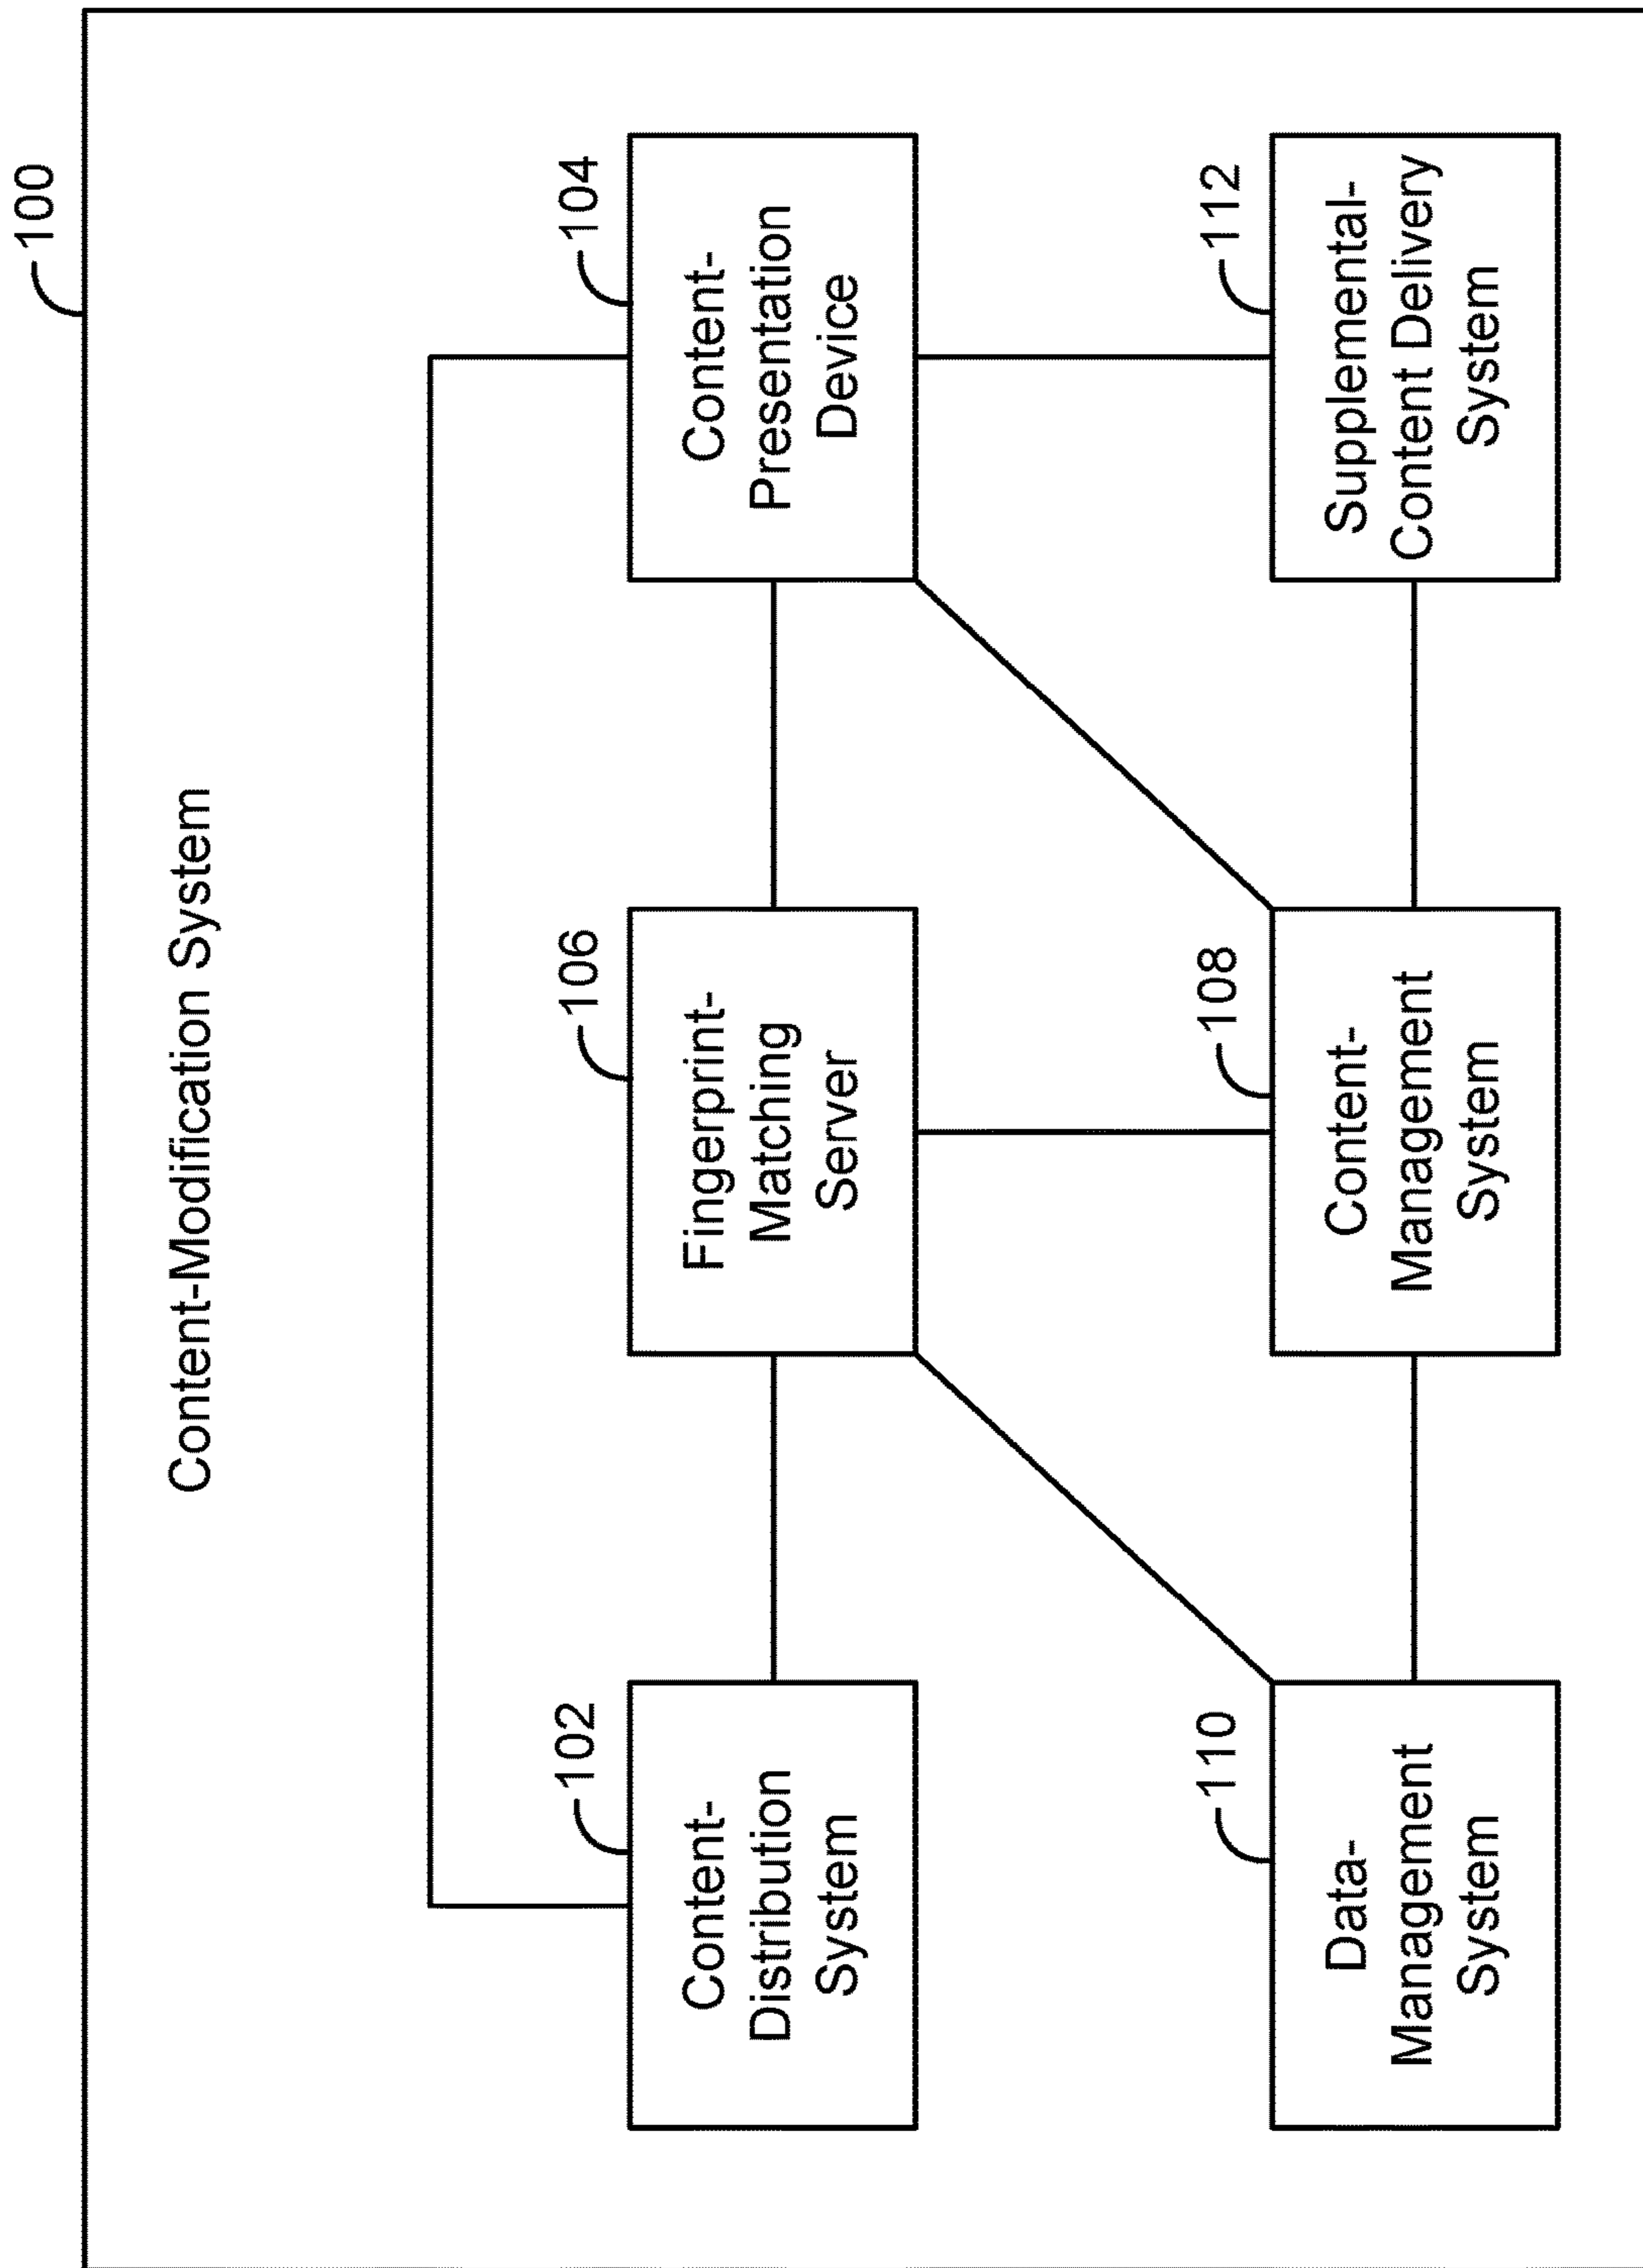 100
Content-Modification System
102
Content-
Distribution
System
106
Fingerprint-
Matching
Server
104
Content-
Presentation
Device
110
Data-
Management
System
108
Content-
Management
System
112
Supplemental-
Content Delivery
System